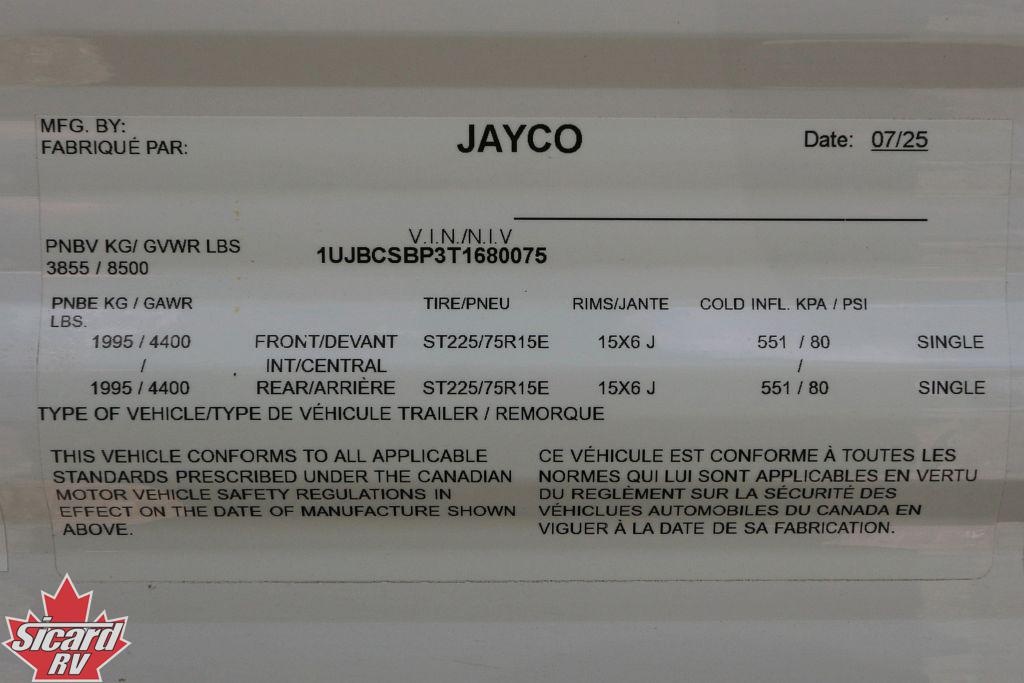 MFG. BY:
FABRIQUÉ PAR:
JAYCO
Date: 07/25
V.I.N./N.I.V
1UJBCSBP3T1680075
PNBV KG/ GVWR LBS
3855 / 8500
PNBE KG / GAWR LBS. TIRE/PNEU RIMS/JANTE COLD INFL. KPA / PSI
1995 / 4400 FRONT/DEVANT ST225/75R15E 15X6 J 551 / 80 SINGLE
/ INT/CENTRAL /
1995 / 4400 REAR/ARRIÈRE ST225/75R15E 15X6 J 551 / 80 SINGLE
TYPE OF VEHICLE/TYPE DE VÉHICULE TRAILER / REMORQUE
THIS VEHICLE CONFORMS TO ALL APPLICABLE
STANDARDS PRESCRIBED UNDER THE CANADIAN
MOTOR VEHICLE SAFETY REGULATIONS IN
EFFECT ON THE DATE OF MANUFACTURE SHOWN
ABOVE.
CE VÉHICULE EST CONFORME À TOUTES LES
NORMES QUI LUI SONT APPLICABLES EN VERTU
DU REGLÈMENT SUR LA SÉCURITÉ DES
VÉHICLUES AUTOMOBILES DU CANADA EN
VIGUER À LA DATE DE SA FABRICATION.
Sicard
RV